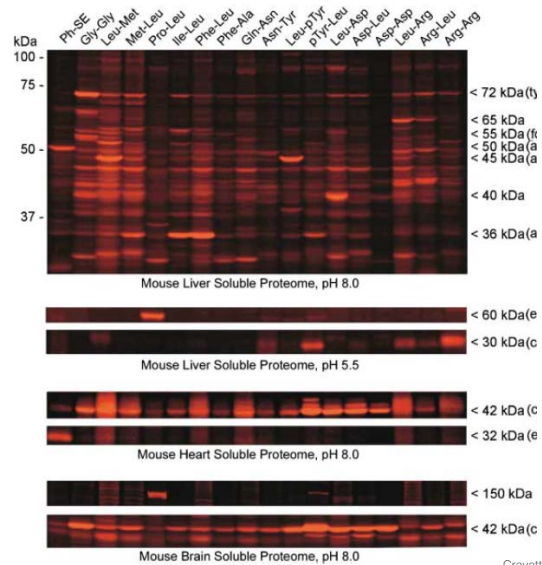 kDa
Ph-SE
Gly-Gly
Leu-Met
Met-Leu
Pro-Leu
Ile-Leu
Phe-Leu
Phe-Ala
Gln-Asn
Asn-Tyr
Leu-pTyr
pTyr-Leu
Leu-Asp
Asp-Leu
Asp-Asp
Leu-Arg
Arg-Leu
Arg-Arg
100 -
75 -
50 -
37 -
< 72 kDa (ty
< 65 kDa
< 55 kDa (fo
< 50 kDa (a
< 45 kDa (a
< 40 kDa
< 36 kDa (a
Mouse Liver Soluble Proteome, pH 8.0
< 60 kDa (e
< 30 kDa (c
Mouse Liver Soluble Proteome, pH 5.5
< 42 kDa (c
< 32 kDa (e
Mouse Heart Soluble Proteome, pH 8.0
< 150 kDa
< 42 kDa (c
Mouse Brain Soluble Proteome, pH 8.0